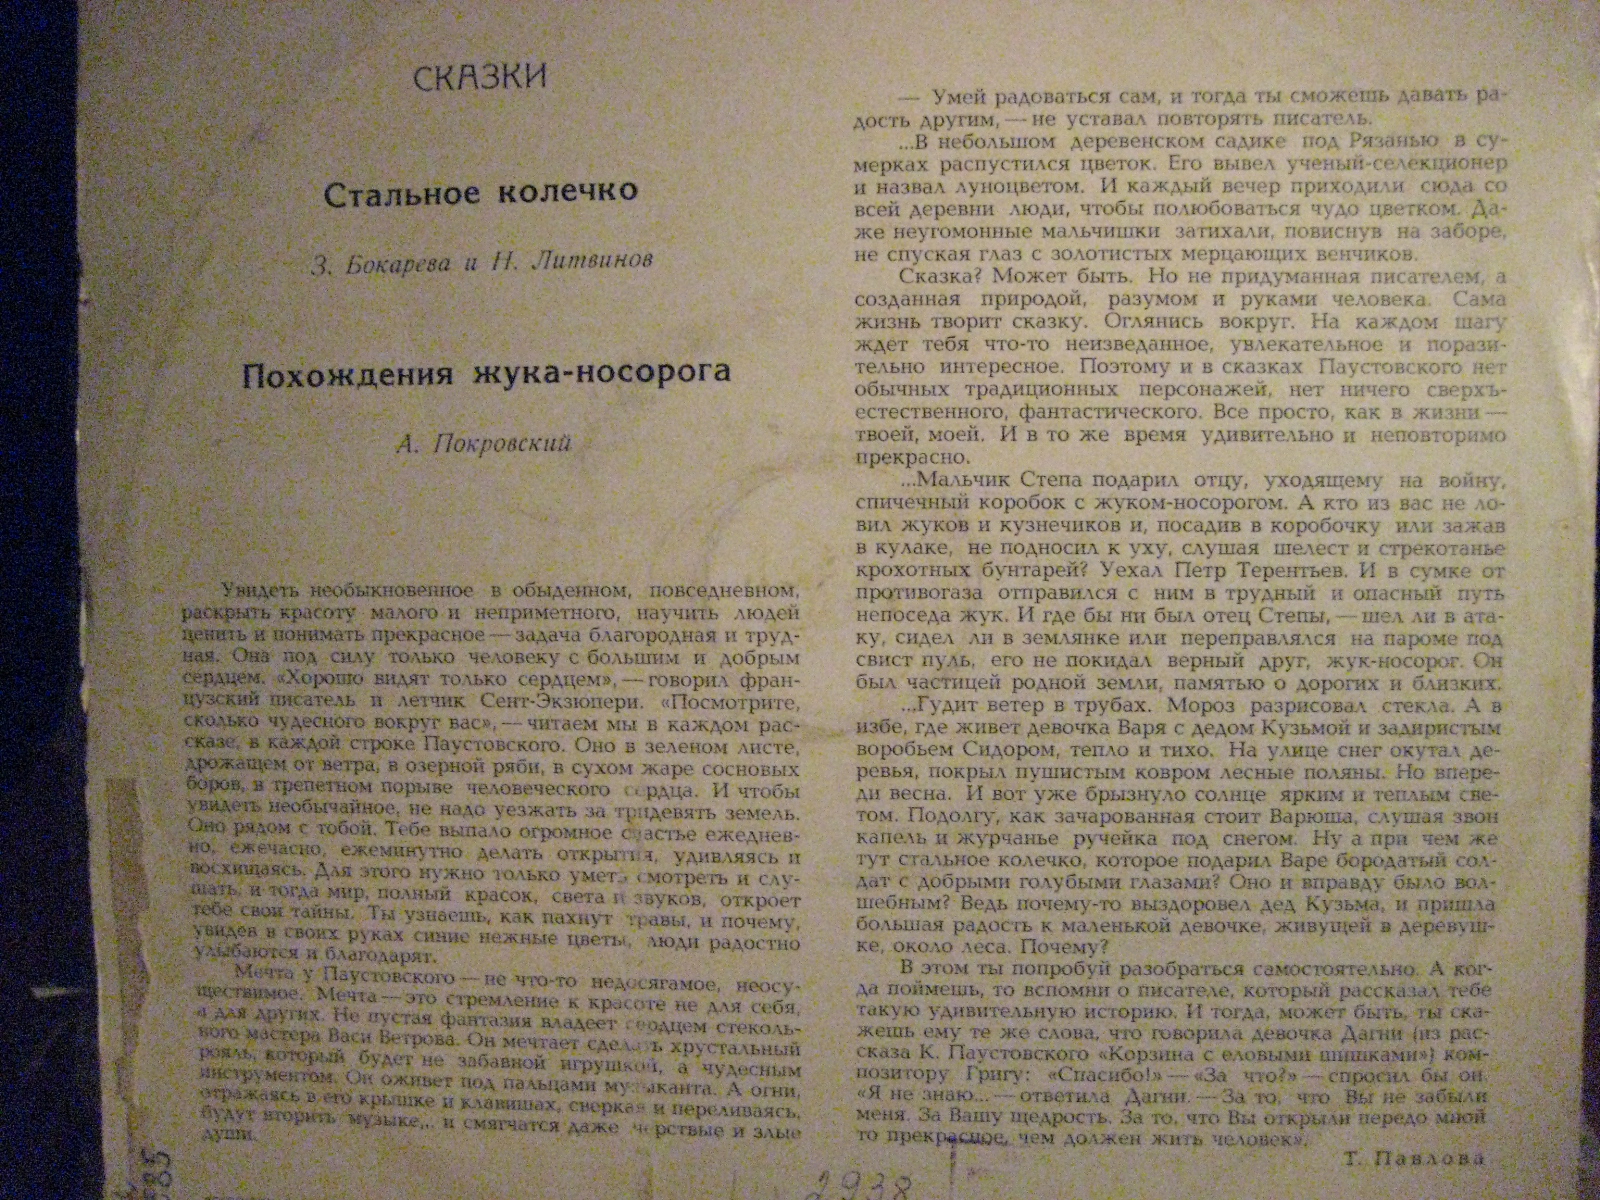 СКАЗКИ
Стальное колечко
З. Бокарева и Н. Литвинов
Похождения жука-носорога
А. Покровский
Увидеть необыкновенное в обыденном, повседневном,
раскрыть красоту малого и неприметного, научить людей
ценить и понимать прекрасное — задача благородная и труд-
ная. Она под силу только человеку с большим и добрым
сердцем. «Хорошо видят только сердцем», — говорил фран-
цузский писатель и летчик Сент-Экзюпери. «Посмотрите,
сколько чудесного вокруг вас», — читаем мы в каждом рас-
сказе, в каждой строке Паустовского. Оно в зеленом листе,
дрожащем от ветра, в озерной ряби, в сухом жаре сосновых
боров, в трепетном порыве человеческого сердца. И чтобы
увидеть необычайное, не надо уезжать за тридевять земель.
Оно рядом с тобой. Тебе выпало огромное счастье ежеднев-
но, ежечасно, ежеминутно делать открытия, удивляясь и
восхищаясь. Для этого нужно только уметь смотреть и слу-
шать, и тогда мир, полный красок, света и звуков, откроет
тебе свои тайны. Ты узнаешь, как пахнут травы, и почему,
увидев в своих руках синие нежные цветы, люди радостно
улыбаются и благодарят.
Мечта у Паустовского — не что-то недосягаемое, неосу-
ществимое. Мечта — это стремление к красоте не для себя,
а для других. Не пустая фантазия владеет сердцем стеколь-
ного мастера Васи Ветрова. Он мечтает сделать хрустальный
рояль, который будет не забавной игрушкой, а чудесным
инструментом. Он оживет под пальцами музыканта. А огни,
отражаясь в его крышке и клавишах, сверкая и переливаясь,
будут вторить музыке... и смягчатся даже черствые и злые
души.
— Умей радоваться сам, и тогда ты сможешь давать ра-
дость другим, — не уставал повторять писатель.
...В небольшом деревенском садике под Рязанью в су-
мерках распустился цветок. Его вывел ученый-селекционер
и назвал луноцветом. И каждый вечер приходили сюда со
всей деревни люди, чтобы полюбоваться чудо цветком. Да-
же неугомонные мальчишки затихали, повиснув на заборе,
не спуская глаз с золотистых мерцающих венчиков.
Сказка? Может быть. Но не придуманная писателем, а
созданная природой, разумом и руками человека. Сама
жизнь творит сказку. Оглянись вокруг. На каждом шагу
ждет тебя что-то неизведанное, увлекательное и порази-
тельно интересное. Поэтому и в сказках Паустовского нет
обычных традиционных персонажей, нет ничего сверхъ-
естественного, фантастического. Все просто, как в жизни —
твоей, моей. И в то же время удивительно и неповторимо
прекрасно.
...Мальчик Степа подарил отцу, уходящему на войну,
спичечный коробок с жуком-носорогом. А кто из вас не ло-
вил жуков и кузнечиков и, посадив в коробочку или зажав
в кулаке, не подносил к уху, слушая шелест и стрекотанье
крохотных бунтарей? Уехал Петр Терентьев. И в сумке от
противогаза отправился с ним в трудный и опасный путь
непоседа жук. И где бы ни был отец Степы, — шел ли в ата-
ку, сидел ли в землянке или переправлялся на пароме под
свист пуль, его не покидал верный друг, жук-носорог. Он
был частицей родной земли, памятью о дорогих и близких.
...Гудит ветер в трубах. Мороз разрисовал стекла. А в
избе, где живет девочка Варя с дедом Кузьмой и задиристым
воробьем Сидором, тепло и тихо. На улице снег окутал де-
ревья, покрыл пушистым ковром лесные поляны. Но впере-
ди весна. И вот уже брызнуло солнце ярким и теплым све-
том. Подолгу, как зачарованная стоит Варюша, слушая звон
капель и журчанье ручейка под снегом. Ну а при чем же
тут стальное колечко, которое подарил Варе бородатый сол-
дат с добрыми голубыми глазами? Оно и вправду было вол-
шебным? Ведь почему-то выздоровел дед Кузьма, и пришла
большая радость к маленькой девочке, живущей в деревуш-
ке, около леса. Почему?
В этом ты попробуй разобраться самостоятельно. А ког-
да поймешь, то вспомни о писателе, который рассказал тебе
такую удивительную историю. И тогда, может быть, ты ска-
жешь ему те же слова, что говорила девочка Дагни (из рас-
сказа К. Паустовского «Корзина с еловыми шишками») ком-
позитору Григу: «Спасибо!» — «За что?» — спросил бы он.
«Я не знаю... — ответила Дагни. — За то, что Вы не забыли
меня. За Вашу щедрость. За то, что Вы открыли передо мной
то прекрасное, чем должен жить человек».
Т. Павлова
2938